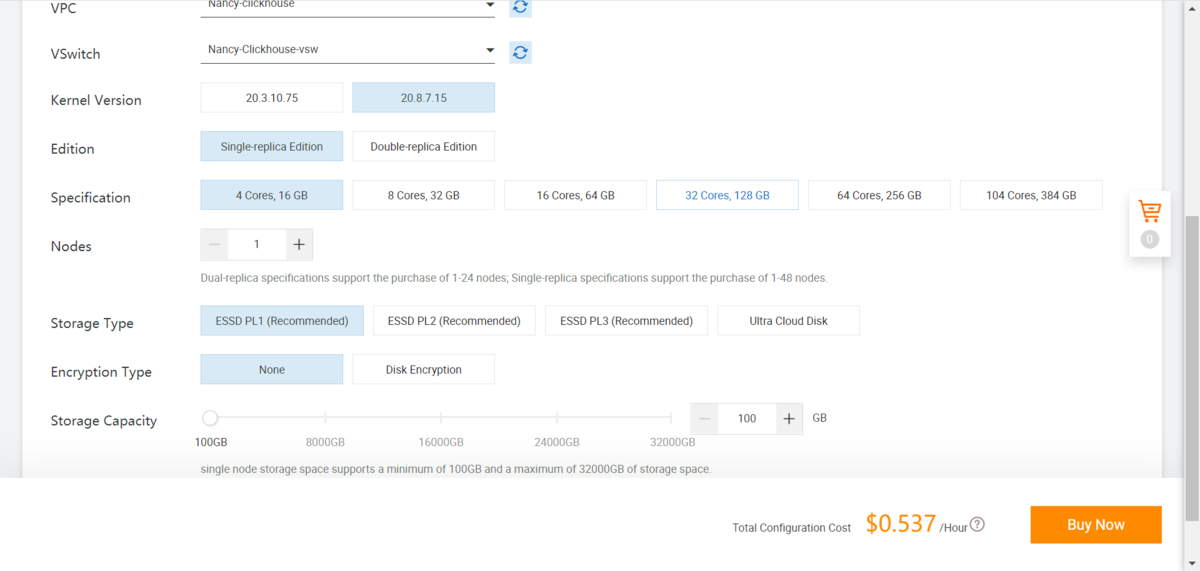 VPC Nancy-clickhouse
VSwitch Nancy-Clickhouse-vsw
Kernel Version 20.3.10.75 20.8.7.15
Edition Single-replica Edition Double-replica Edition
Specification 4 Cores, 16 GB 8 Cores, 32 GB 16 Cores, 64 GB 32 Cores, 128 GB 64 Cores, 256 GB 104 Cores, 384 GB
0
Nodes 1
Dual-replica specifications support the purchase of 1-24 nodes; Single-replica specifications support the purchase of 1-48 nodes.
Storage Type ESSD PL1 (Recommended) ESSD PL2 (Recommended) ESSD PL3 (Recommended) Ultra Cloud Disk
Encryption Type None Disk Encryption
Storage Capacity 100 GB
100GB 8000GB 16000GB 24000GB 32000GB
single node storage space supports a minimum of 100GB and a maximum of 32000GB of storage space.
Total Configuration Cost $0.537 /Hour Buy Now